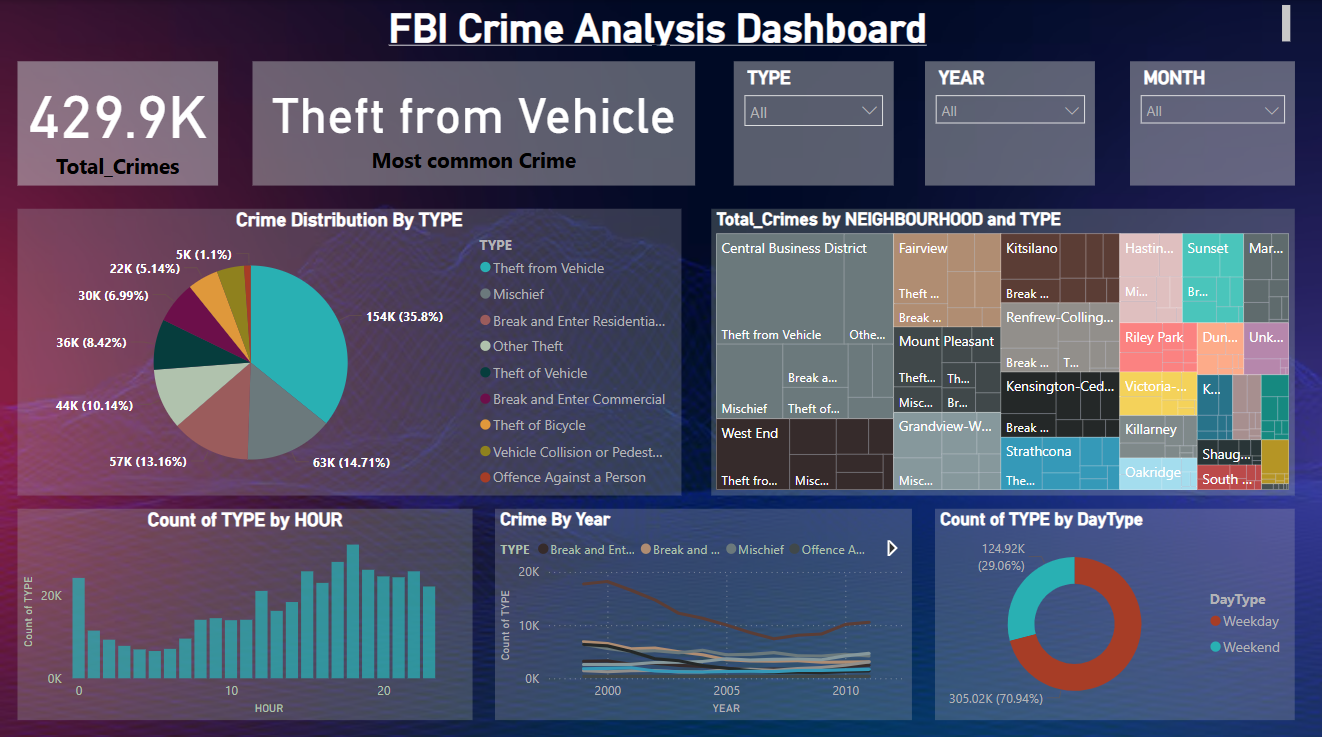 FBI Crime Analysis Dashboard
429.9K
Total_Crimes
Theft from Vehicle
Most common Crime
TYPE
All
YEAR
All
MONTH
All
Crime Distribution By TYPE
5K (1.1%)
22K (5.14%)
30K (6.99%)
36K (8.42%)
44K (10.14%)
57K (13.16%)
63K (14.71%)
154K (35.8%)
TYPE
Theft from Vehicle
Mischief
Break and Enter Residentia...
Other Theft
Theft of Vehicle
Break and Enter Commercial
Theft of Bicycle
Vehicle Collision or Pedest...
Offence Against a Person
Total_Crimes by NEIGHBOURHOOD and TYPE
Central Business District
Theft from Vehicle
Othe...
Break a...
Mischief
Theft of...
West End
Theft fro...
Misc...
Fairview
Theft ...
Break ...
Mount Pleasant
Theft...
Th...
Misc...
Br...
Grandview-W...
Misc...
Kitsilano
Break ...
Renfrew-Colling...
Break ...
T...
Kensington-Ced...
Break ...
Strathcona
The...
Hastin...
Mi...
Sunset
Br...
Mar...
Riley Park
Dun...
Unk...
Victoria-...
K...
Killarney
Shaug...
Oakridge
South ...
Count of TYPE by HOUR
Count of TYPE
20K
0K
0
10
20
HOUR
Crime By Year
TYPE
Break and Ent...
Break and ...
Mischief
Offence A...
Count of TYPE
20K
10K
0K
2000
2005
2010
YEAR
Count of TYPE by DayType
124.92K
(29.06%)
305.02K (70.94%)
DayType
Weekday
Weekend